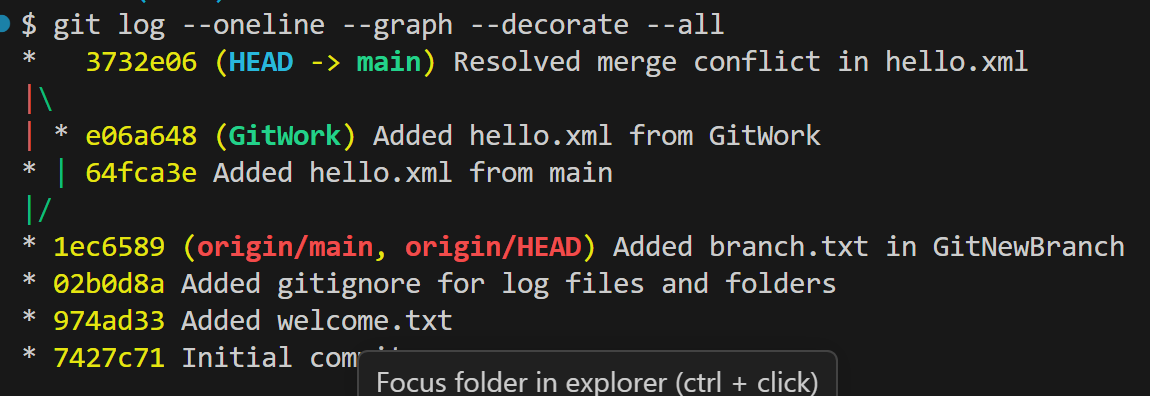 $ git log --oneline --graph --decorate --all
*   3732e06 (HEAD -> main) Resolved merge conflict in hello.xml
|\
| * e06a648 (GitWork) Added hello.xml from GitWork
* | 64fca3e Added hello.xml from main
|/
* 1ec6589 (origin/main, origin/HEAD) Added branch.txt in GitNewBranch
* 02b0d8a Added gitignore for log files and folders
* 974ad33 Added welcome.txt
* 7427c71 Initial
Focus folder in explorer (ctrl + click)